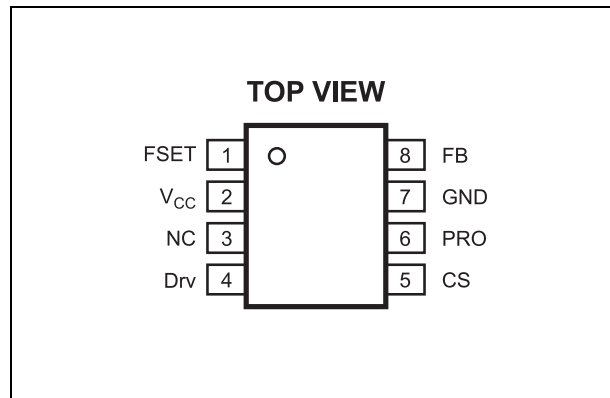 TOP VIEW
FSET 1 8 FB
VCC 2 7 GND
NC 3 6 PRO
Drv 4 5 CS